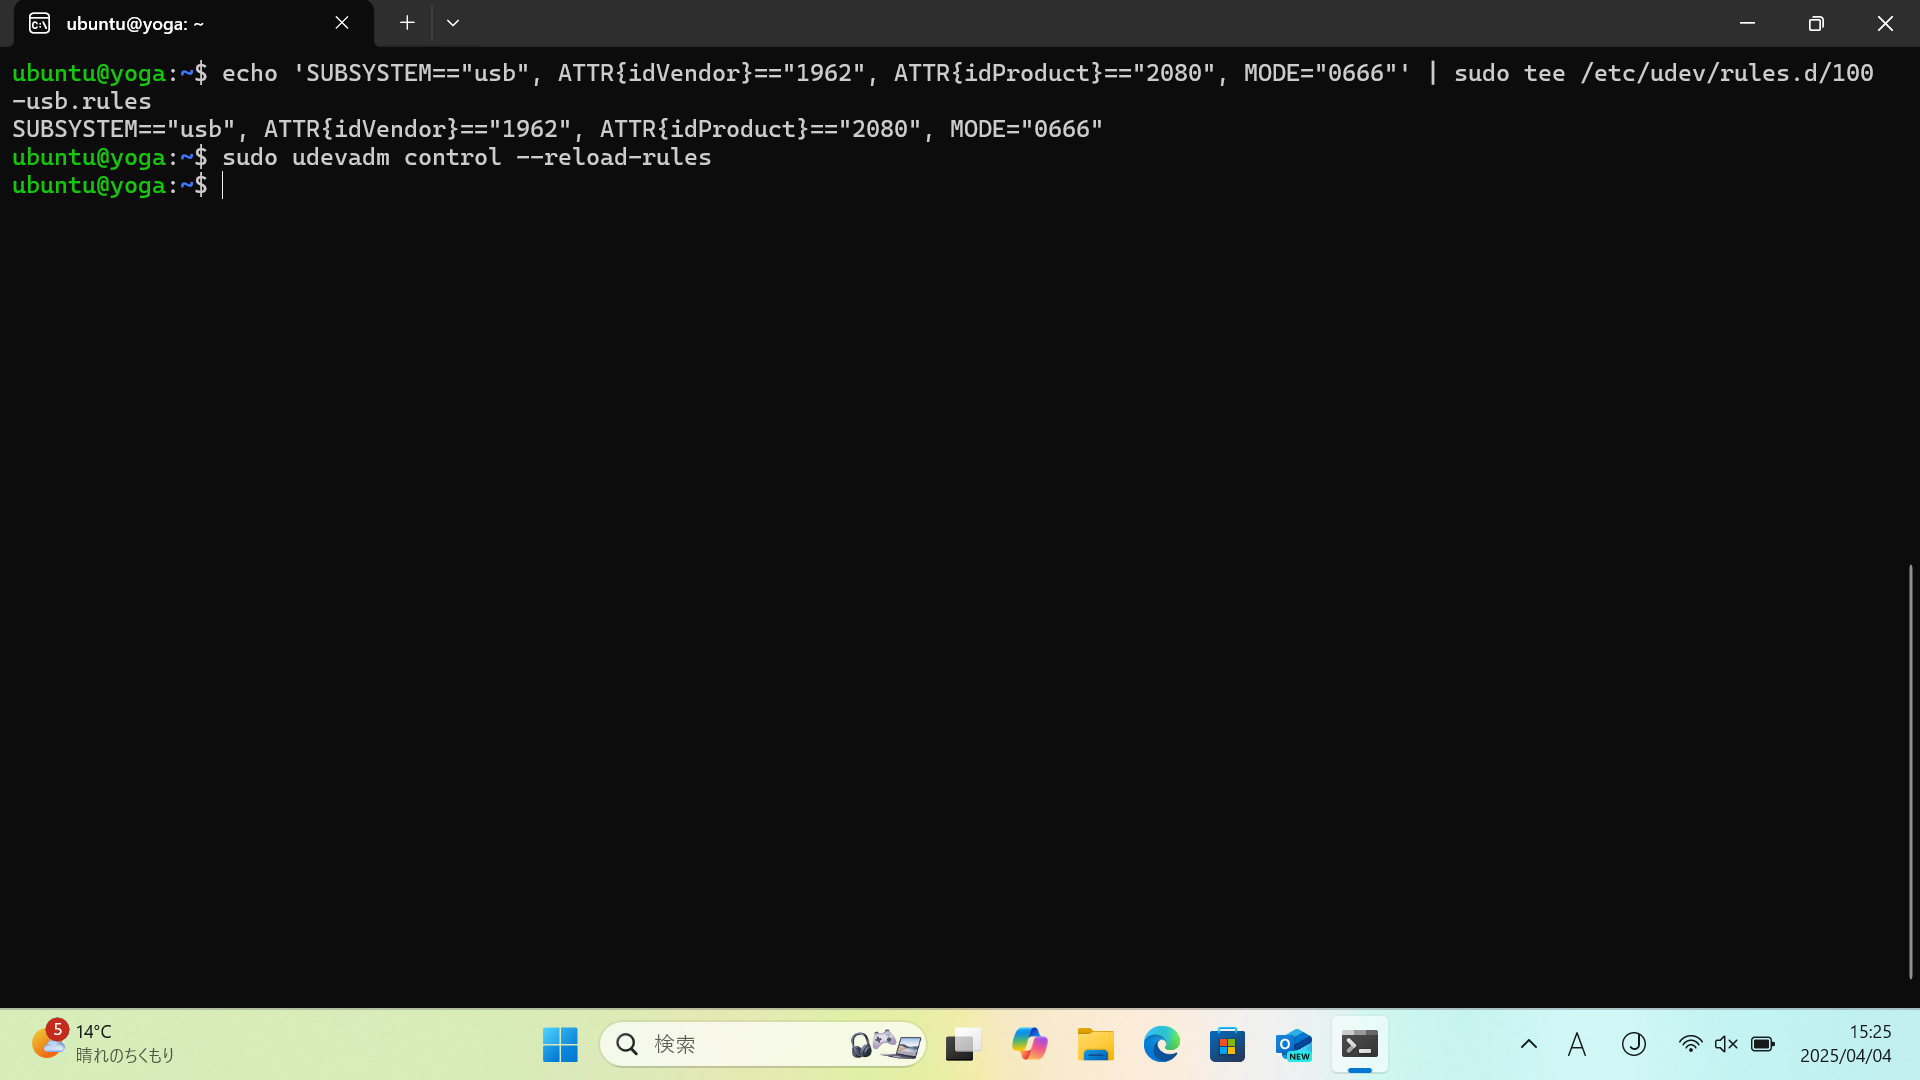 ubuntu@yoga: ~
ubuntu@yoga:~$ echo 'SUBSYSTEM=="usb", ATTR{idVendor}=="1962", ATTR{idProduct}=="2080", MODE="0666"' | sudo tee /etc/udev/rules.d/100
-usb.rules
SUBSYSTEM=="usb", ATTR{idVendor}=="1962", ATTR{idProduct}=="2080", MODE="0666"
ubuntu@yoga:~$ sudo udevadm control --reload-rules
ubuntu@yoga:~$
5
14°C
晴れのちくもり
検索
NEW
A
J
15:25
2025/04/04